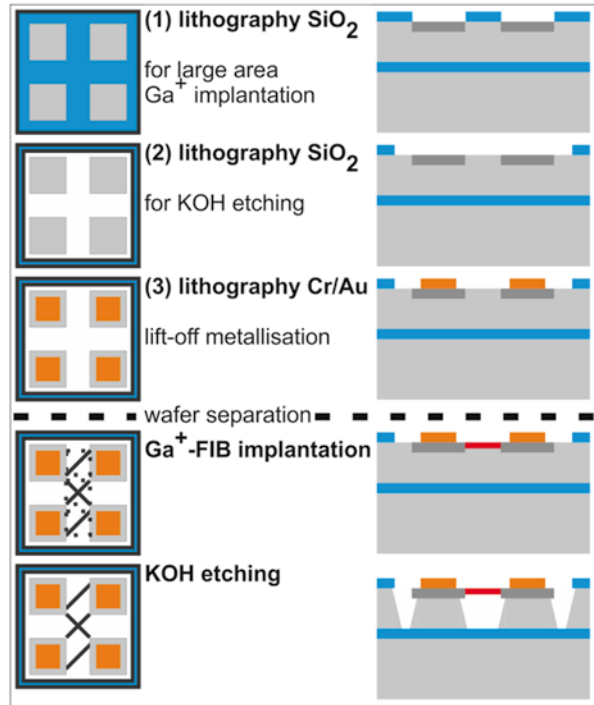 (1) lithography SiO₂
for large area
Ga⁺ implantation
(2) lithography SiO₂
for KOH etching
(3) lithography Cr/Au
lift-off metallisation
wafer separation
Ga⁺-FIB implantation
KOH etching